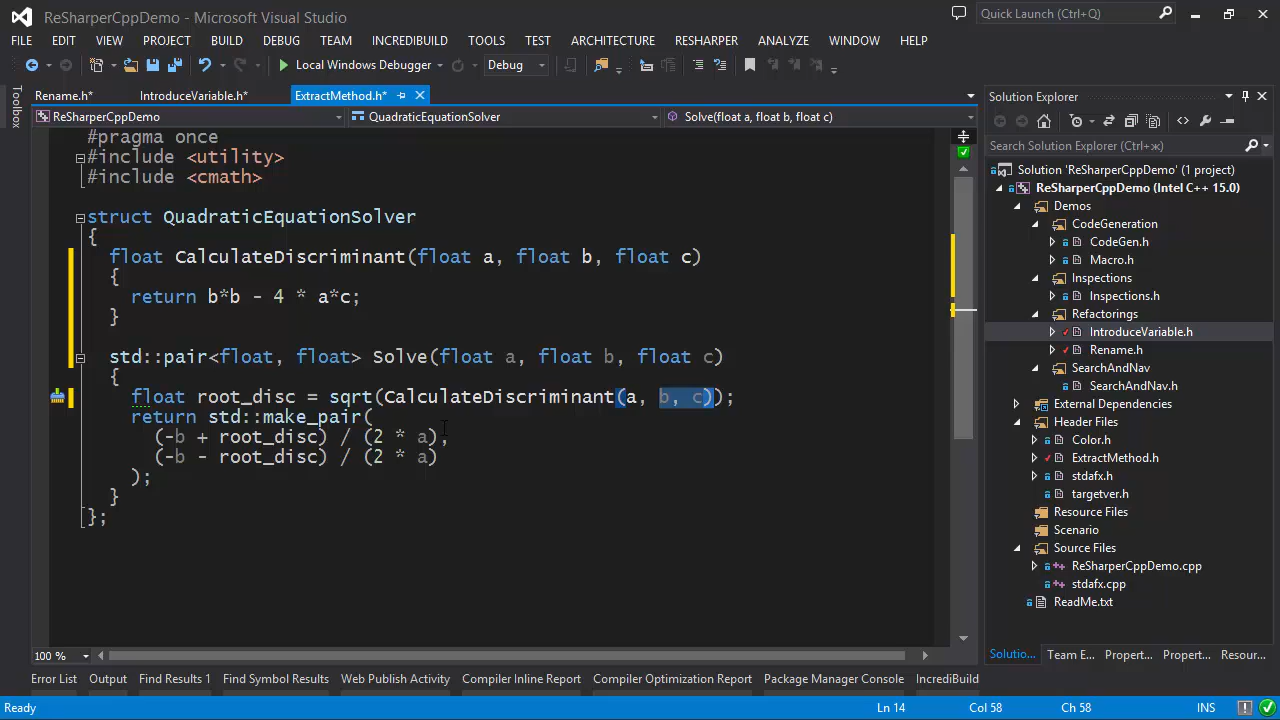 ReSharperCppDemo - Microsoft Visual Studio
Quick Launch (Ctrl+Q)
FILE EDIT VIEW PROJECT BUILD DEBUG TEAM INCREDIBUILD TOOLS TEST ARCHITECTURE RESHARPER ANALYZE WINDOW HELP
Local Windows Debugger Debug
Toolbox
Rename.h* IntroduceVariable.h* ExtractMethod.h*
ReSharperCppDemo QuadraticEquationSolver Solve(float a, float b, float c)
#pragma once
#include <utility>
#include <cmath>
struct QuadraticEquationSolver
{
float CalculateDiscriminant(float a, float b, float c)
{
return b*b - 4 * a*c;
}
std::pair<float, float> Solve(float a, float b, float c)
{
float root_disc = sqrt(CalculateDiscriminant(a, b, c));
return std::make_pair(
(-b + root_disc) / (2 * a),
(-b - root_disc) / (2 * a)
);
}
};
100 %
Solution Explorer
Search Solution Explorer (Ctrl+ж)
Solution 'ReSharperCppDemo' (1 project)
ReSharperCppDemo (Intel C++ 15.0)
Demos
CodeGeneration
CodeGen.h
Macro.h
Inspections
Inspections.h
Refactorings
IntroduceVariable.h
Rename.h
SearchAndNav
SearchAndNav.h
External Dependencies
Header Files
Color.h
ExtractMethod.h
stdafx.h
targetver.h
Resource Files
Scenario
Source Files
ReSharperCppDemo.cpp
stdafx.cpp
ReadMe.txt
Solutio... Team E... Propert... Propert... Resour...
Error List Output Find Results 1 Find Symbol Results Web Publish Activity Compiler Inline Report Compiler Optimization Report Package Manager Console IncrediBuild
Ready Ln 14 Col 58 Ch 58 INS